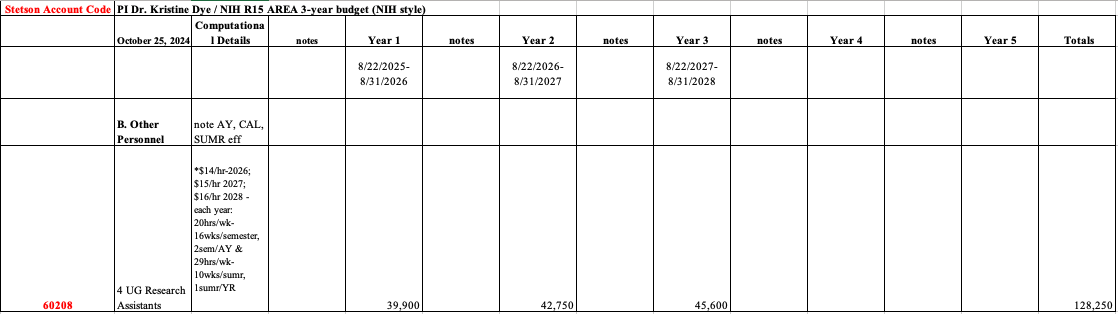 Stetson Account Code PI Dr. Kristine Dye / NIH R15 AREA 3-year budget (NIH style)
October 25, 2024 Computationa notes Year 1 notes Year 2 notes Year 3 notes Year 4 notes Year 5 Totals
l Details
8/22/2025- 8/22/2026- 8/22/2027-
8/31/2026 8/31/2027 8/31/2028
B. Other note AY, CAL,
Personnel SUMR eff
*$14/hr-2026;
$15/hr 2027;
$16/hr 2028 -
each year:
20hrs/wk-
16wks/semester,
2sem/AY &
29hrs/wk-
10wks/sumr,
4 UG Research 1sumr/YR
60208 Assistants 39,900 42,750 45,600 128,250